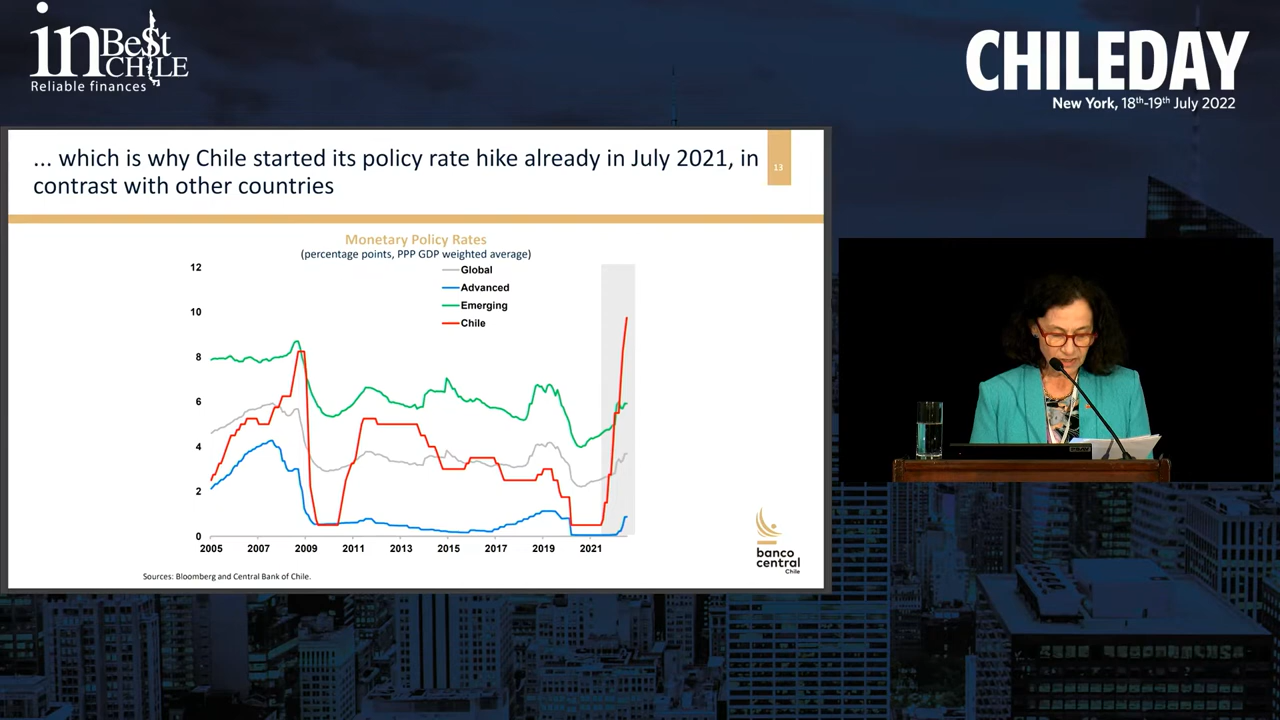 inBe$t
CHILE
Reliable finances
CHILEDAY
New York, 18th-19th July 2022
... which is why Chile started its policy rate hike already in July 2021, in
contrast with other countries
13
Monetary Policy Rates
(percentage points, PPP GDP weighted average)
Global
Advanced
Emerging
Chile
12
10
8
6
4
2
0
2005 2007 2009 2011 2013 2015 2017 2019 2021
banco
central
Chile
Sources: Bloomberg and Central Bank of Chile.